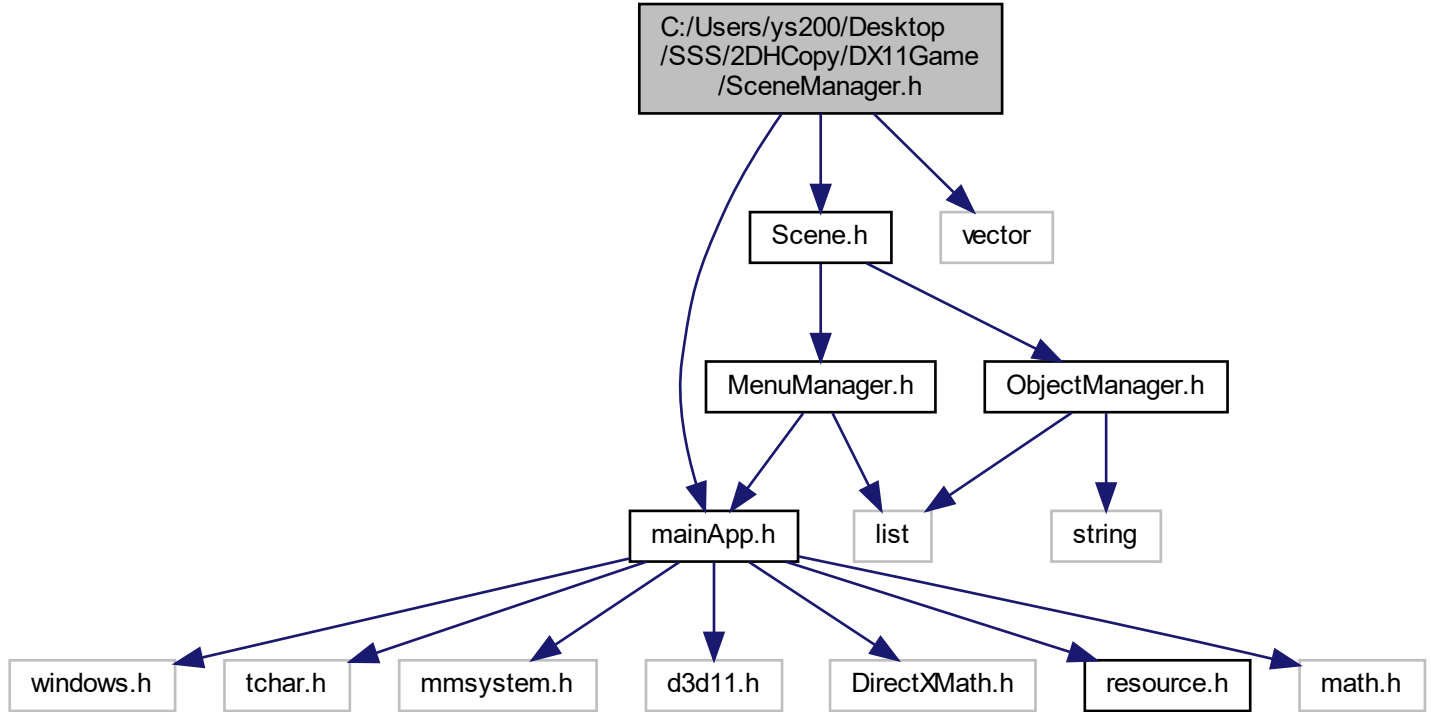 C:/Users/ys200/Desktop
/SSS/2DHCopy/DX11Game
/SceneManager.h
Scene.h
vector
MenuManager.h
ObjectManager.h
mainApp.h
list
string
windows.h
tchar.h
mmsystem.h
d3d11.h
DirectXMath.h
resource.h
math.h